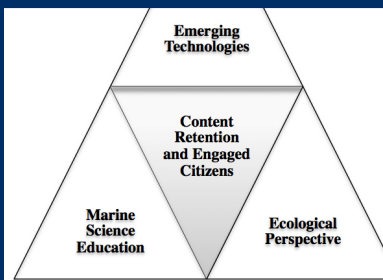 Emerging
Technologies
Content
Retention
and Engaged
Citizens
Marine
Science
Education
Ecological
Perspective